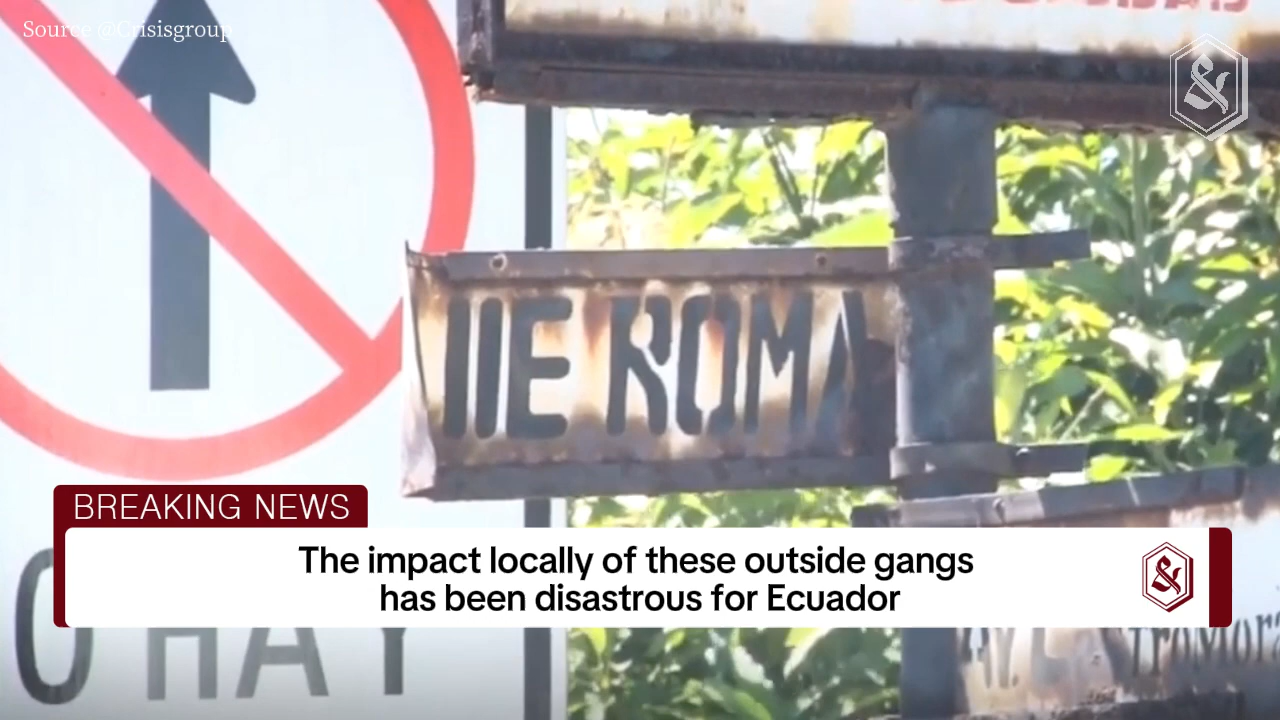 Source @Crisisgroup
&
IIE ROMA
BREAKING NEWS
The impact locally of these outside gangs
has been disastrous for Ecuador
&
O HAY